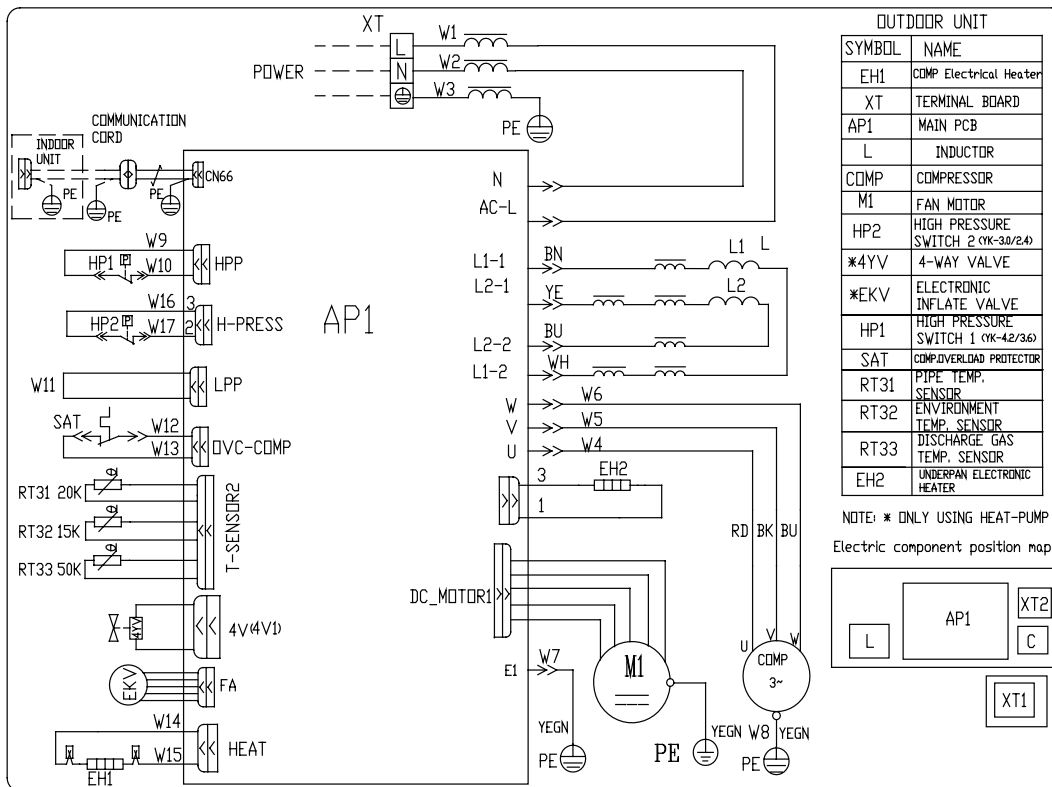 XT
POWER
L
N
W1
W2
W3
PE
COMMUNICATION
CORD
INDOOR
UNIT
PE
PE
PE
CN66
W9
HP1
P
W10
HPP
W16
3
HP2
P
W17
2
H-PRESS
W11
LPP
SAT
W12
W13
OVC-COMP
RT31 20K
RT32 15K
RT33 50K
T-SENSOR2
4YV
4V(4V1)
EKV
FA
W14
W15
EH1
HEAT
AP1
N
AC-L
L1-1
BN
L1
L
L2-1
YE
L2
L2-2
BU
L1-2
WH
W
W6
V
W5
U
W4
3
EH2
1
RD
BK
BU
DC_MOTOR1
M1
E1
W7
YEGN
PE
PE
YEGN
U
V
W
COMP
3~
W8
YEGN
PE
OUTDOOR UNIT
SYMBOL NAME
EH1 COMP Electrical Heater
XT TERMINAL BOARD
AP1 MAIN PCB
L INDUCTOR
COMP COMPRESSOR
M1 FAN MOTOR
HP2 HIGH PRESSURE
SWITCH 2 (YK-3.0/2.4)
*4YV 4-WAY VALVE
*EKV ELECTRONIC
INFLATE VALVE
HP1 HIGH PRESSURE
SWITCH 1 (YK-4.2/3.6)
SAT COMP.OVERLOAD PROTECTOR
RT31 PIPE TEMP.
SENSOR
RT32 ENVIRONMENT
TEMP. SENSOR
RT33 DISCHARGE GAS
TEMP. SENSOR
EH2 UNDERPAN ELECTRONIC
HEATER
NOTE: * ONLY USING HEAT-PUMP
Electric component position map
L
AP1
XT2
C
XT1